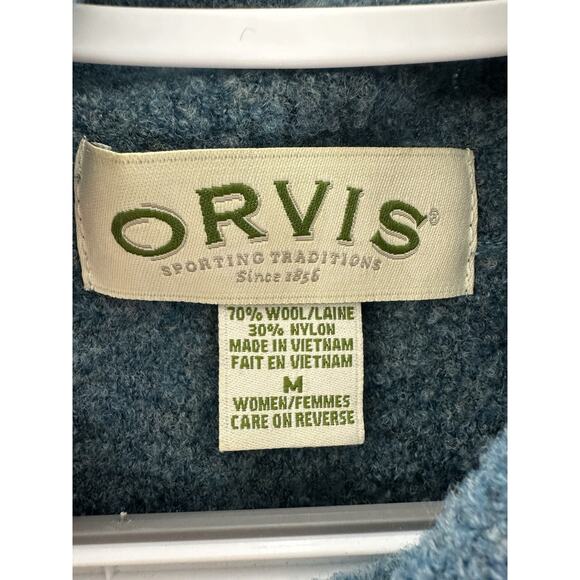 ORVIS®
SPORTING TRADITIONS
Since 1856
70% WOOL/LAINE
30% NYLON
MADE IN VIETNAM
FAIT EN VIETNAM
M
WOMEN/FEMMES
CARE ON REVERSE